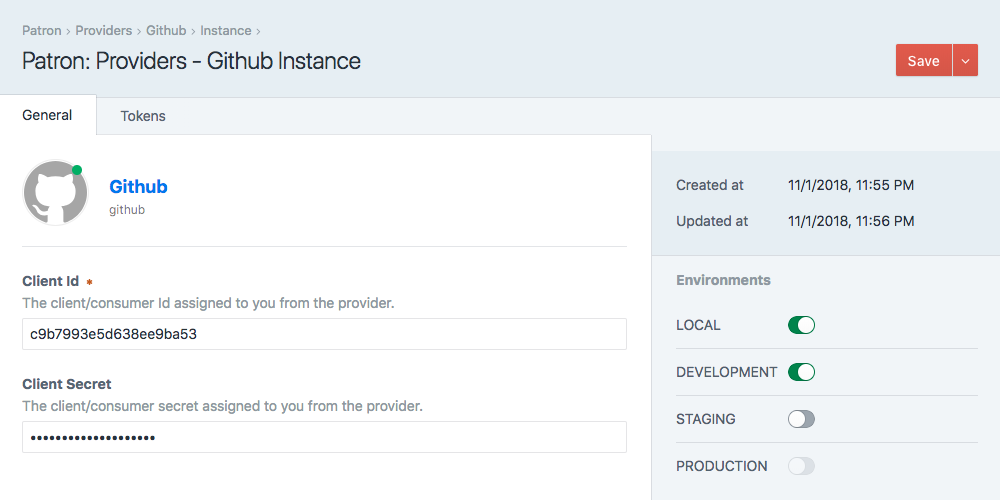 Patron › Providers › Github › Instance ›
Patron: Providers - Github Instance
Save
General
Tokens
Github
github
Client Id *
The client/consumer Id assigned to you from the provider.
c9b7993e5d638ee9ba53
Client Secret
The client/consumer secret assigned to you from the provider.
••••••••••••••••••••
Created at 11/1/2018, 11:55 PM
Updated at 11/1/2018, 11:56 PM
Environments
LOCAL
DEVELOPMENT
STAGING
PRODUCTION